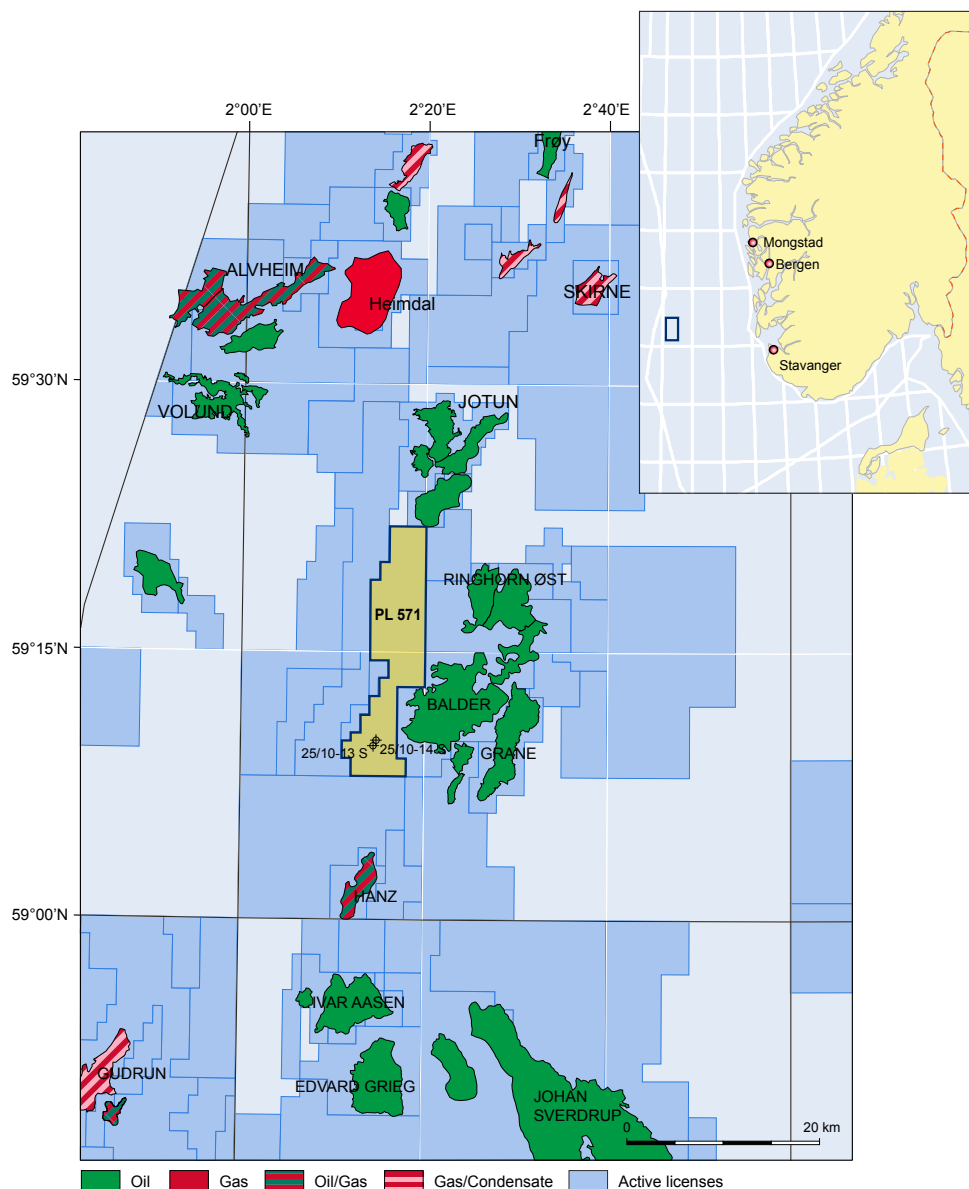 2°0'E
2°20'E
2°40'E
Frøy
Mongstad
Bergen
Stavanger
ALVHEIM
Heimdal
SKIRNE
59°30'N
VOLUND
JOTUN
RINGHORN ØST
PL 571
59°15'N
BALDER
25/10-13 S
25/10-14 S
GRANE
HANZ
59°00'N
IVAR AASEN
GUDRUN
EDVARD GRIEG
JOHAN
SVERDRUP
0
20 km
Oil
Gas
Oil/Gas
Gas/Condensate
Active licenses